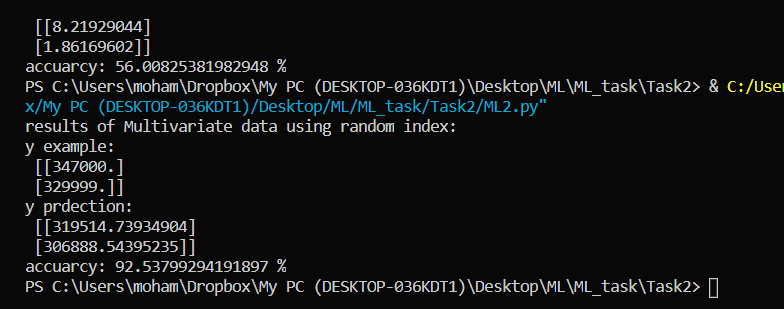 [[8.21929044]
[1.86169602]]
accuarcy: 56.00825381982948 %
PS C:\Users\moham\Dropbox\My PC (DESKTOP-036KDT1)\Desktop\ML\ML_task\Task2> & C:/Use
x/My PC (DESKTOP-036KDT1)/Desktop/ML/ML_task/Task2/ML2.py"
results of Multivariate data using random index:
y example:
[[347000.]
[329999.]]
y prdection:
[[319514.73934904]
[306888.54395235]]
accuarcy: 92.53799294191897 %
PS C:\Users\moham\Dropbox\My PC (DESKTOP-036KDT1)\Desktop\ML\ML_task\Task2>